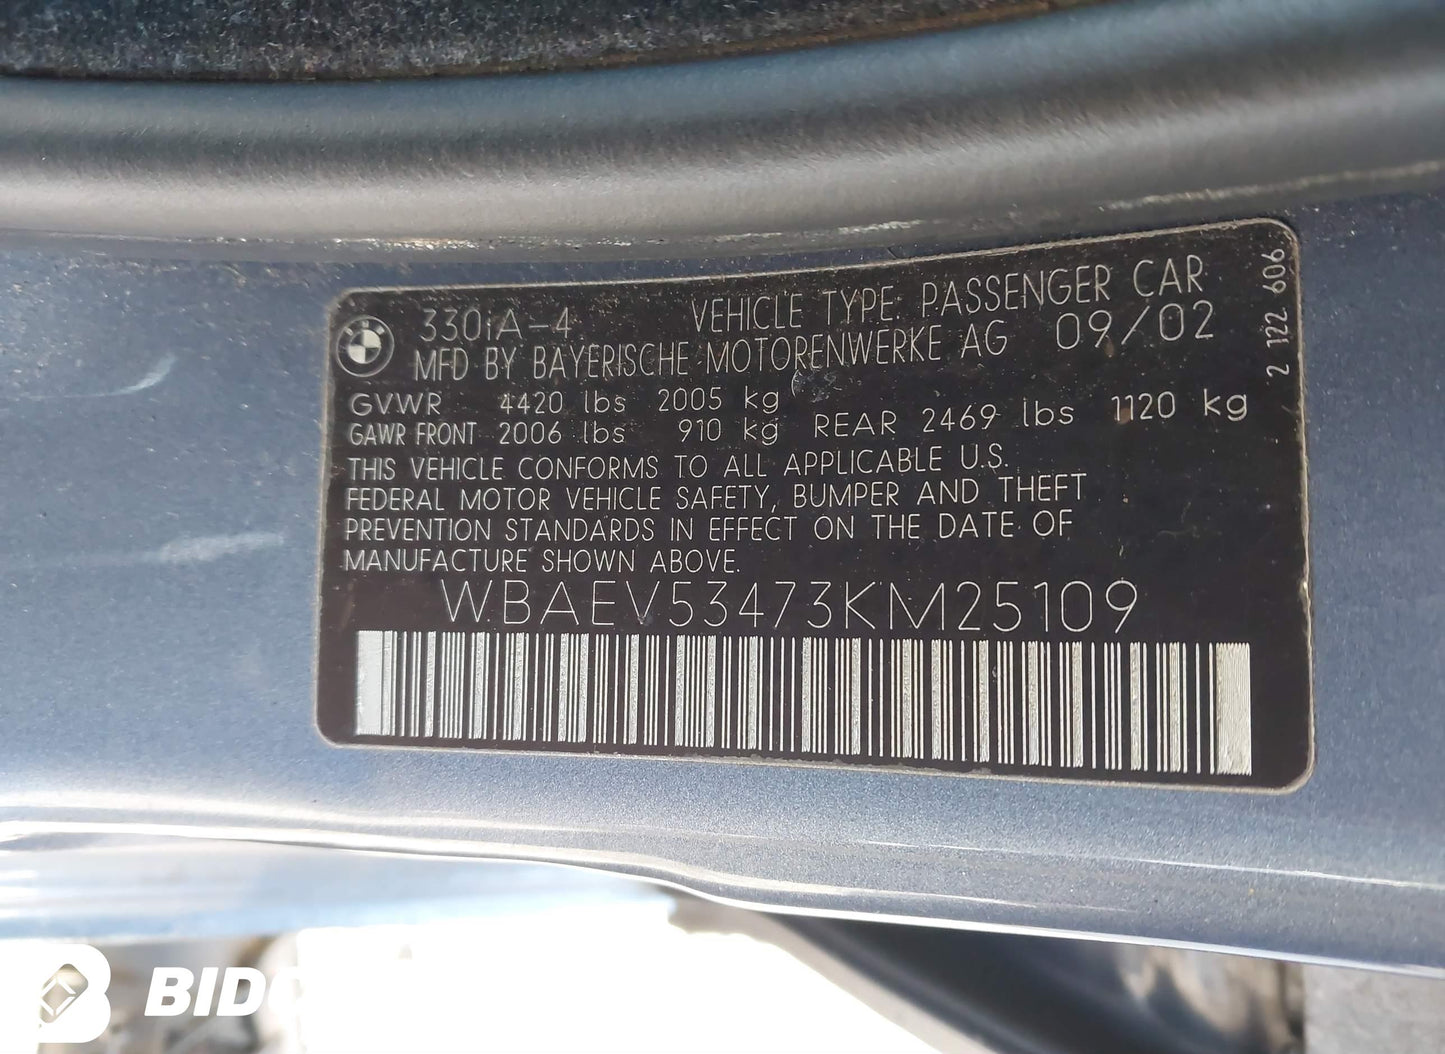 330iA-4 VEHICLE TYPE: PASSENGER CAR
MFD BY BAYERISCHE MOTORENWERKE AG 09/02
GVWR 4420 lbs 2005 kg
GAWR FRONT 2006 lbs 910 kg REAR 2469 lbs 1120 kg
THIS VEHICLE CONFORMS TO ALL APPLICABLE U.S.
FEDERAL MOTOR VEHICLE SAFETY, BUMPER AND THEFT
PREVENTION STANDARDS IN EFFECT ON THE DATE OF
MANUFACTURE SHOWN ABOVE.
WBAEV53473KM25109
2 122 606